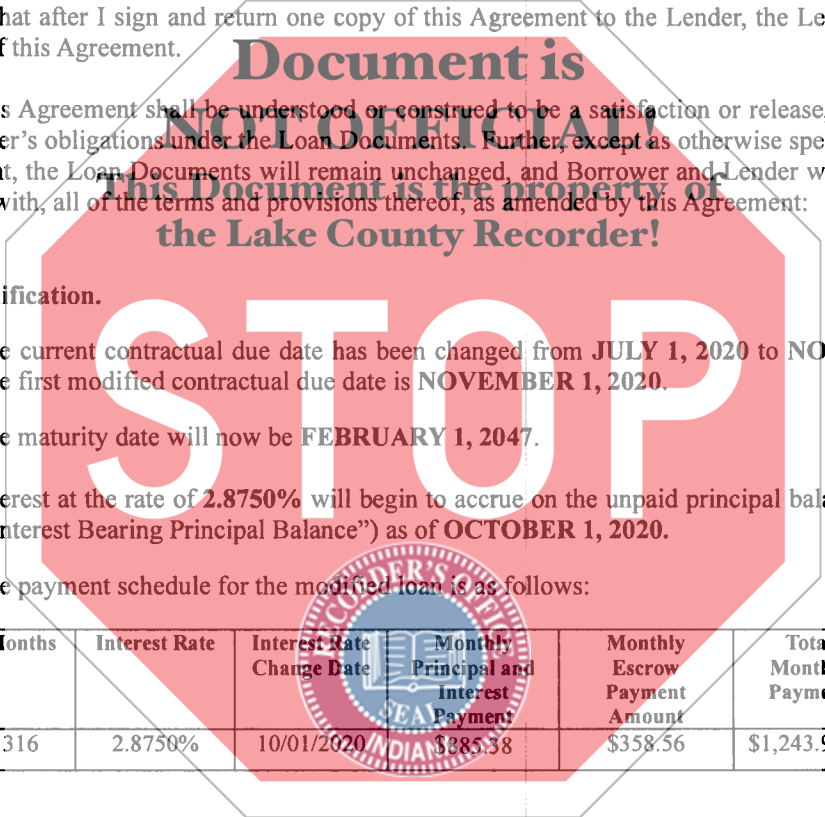 hat after I sign and return one copy of this Agreement to the Lender, the Le
f this Agreement.
Document is
s Agreement shall be understood or construed to be a satisfaction or release,
NOT OFFICIAL!
er's obligations under the Loan Documents. Further, except as otherwise spe
t, the Loan Documents will remain unchanged, and Borrower and Lender w
This Document is the property of
with, all of the terms and provisions thereof, as amended by this Agreement:
the Lake County Recorder!
ification.
STOP
e current contractual due date has been changed from JULY 1, 2020 to NO
e first modified contractual due date is NOVEMBER 1, 2020.
e maturity date will now be FEBRUARY 1, 2047.
erest at the rate of 2.8750% will begin to accrue on the unpaid principal bala
nterest Bearing Principal Balance") as of OCTOBER 1, 2020.
e payment schedule for the modified loan is as follows:
RECORDER'S OFFICE
SEAL
INDIANA
onths Interest Rate Interest Rate Monthly Monthly Tota
Change Date Principal and Escrow Month
Interest Payment Payme
Payment Amount
316 2.8750% 10/01/2020 $885.38 $358.56 $1,243.9